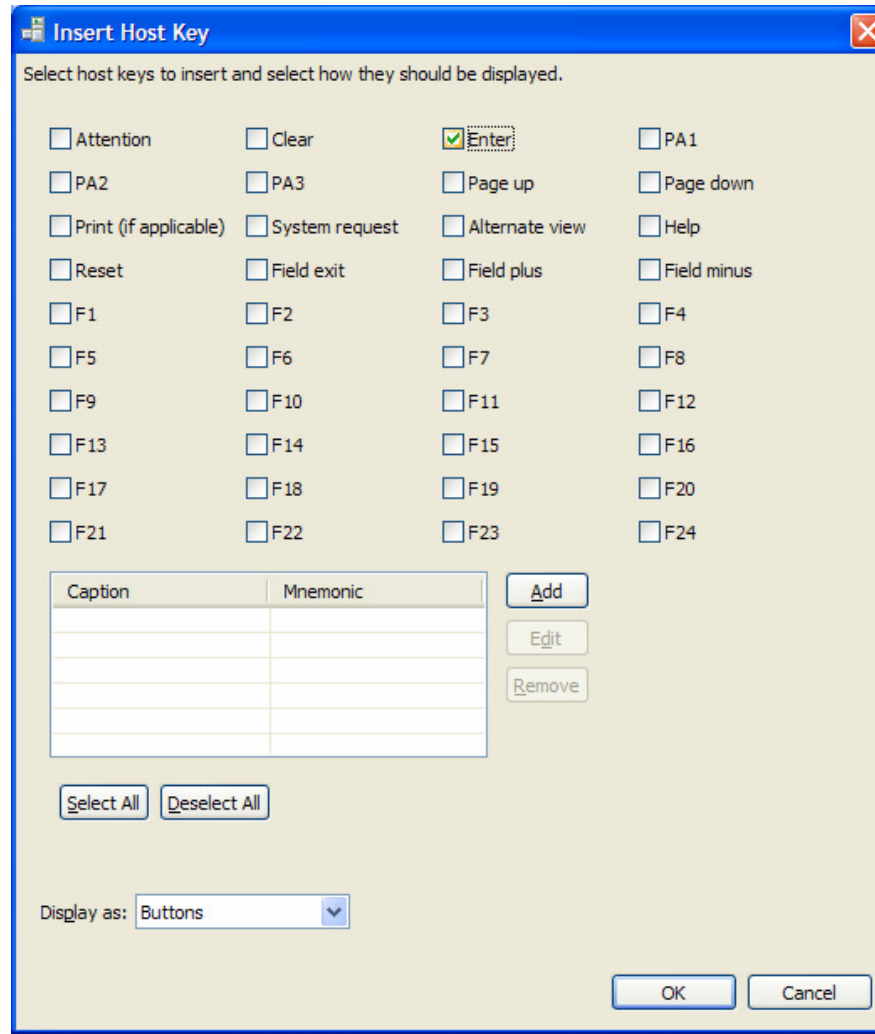 Insert Host Key
Select host keys to insert and select how they should be displayed.
Attention Clear Enter PA1
PA2 PA3 Page up Page down
Print (if applicable) System request Alternate view Help
Reset Field exit Field plus Field minus
F1 F2 F3 F4
F5 F6 F7 F8
F9 F10 F11 F12
F13 F14 F15 F16
F17 F18 F19 F20
F21 F22 F23 F24
Caption Mnemonic Add
Edit
Remove
Select All Deselect All
Display as: Buttons
OK Cancel